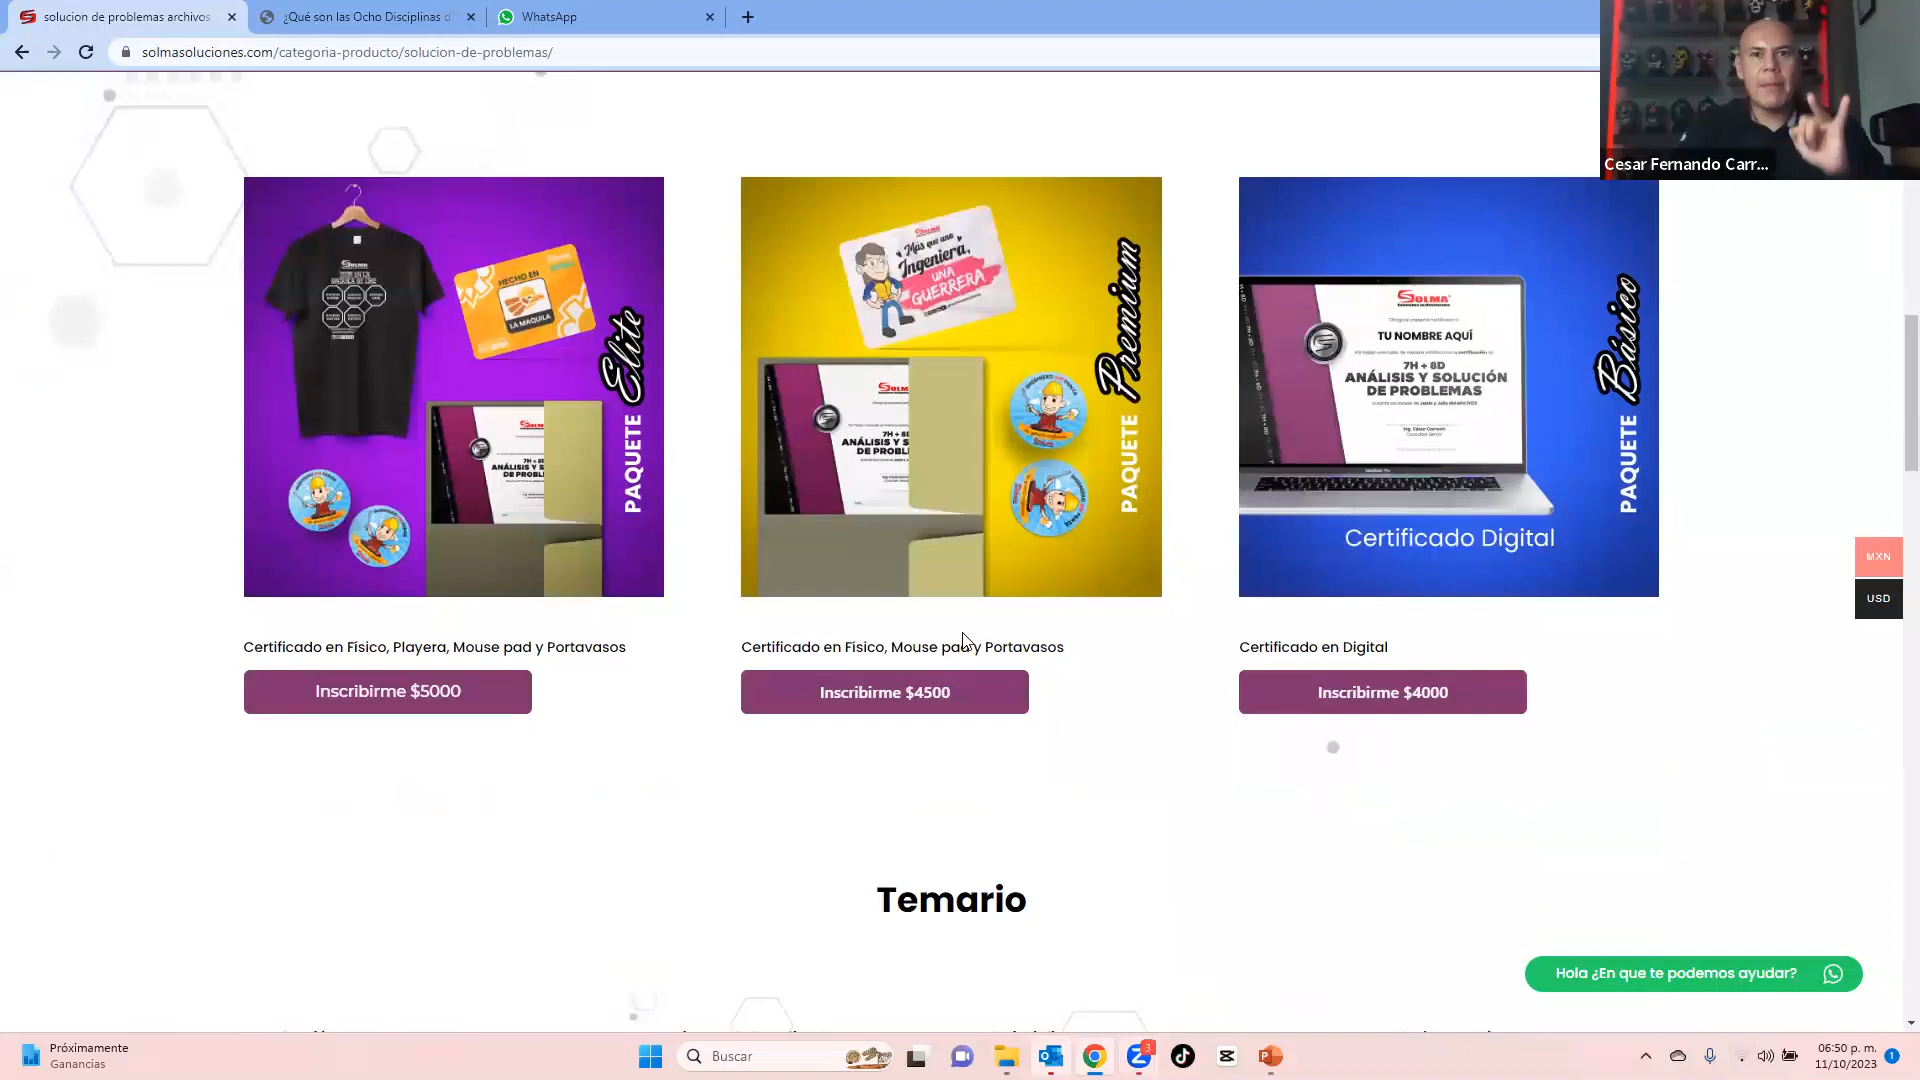 solucion de problemas archivos
¿Qué son las Ocho Disciplinas d
WhatsApp
solmasoluciones.com/categoria-producto/solucion-de-problemas/
Cesar Fernando Carr...
SOLMA
HECHO EN
LA MAQUILA
PAQUETE Elite
7H + 8D
ANÁLISIS Y S
DE PROBL
SOLMA
Más que una
Ingeniera,
UNA
GUERRERA
PAQUETE Premium
7H + 8D
ANÁLISIS Y S
DE PROBLE
SOLMA
TU NOMBRE AQUÍ
7H + 8D
ANÁLISIS Y SOLUCIÓN
DE PROBLEMAS
Certificado Digital
PAQUETE Básico
MXN
USD
Certificado en Físico, Playera, Mouse pad y Portavasos
Certificado en Físico, Mouse pad y Portavasos
Certificado en Digital
Inscribirme $5000
Inscribirme $4500
Inscribirme $4000
Temario
Hola ¿En que te podemos ayudar?
Próximamente
Ganancias
Buscar
3
06:50 p. m.
11/10/2023
1